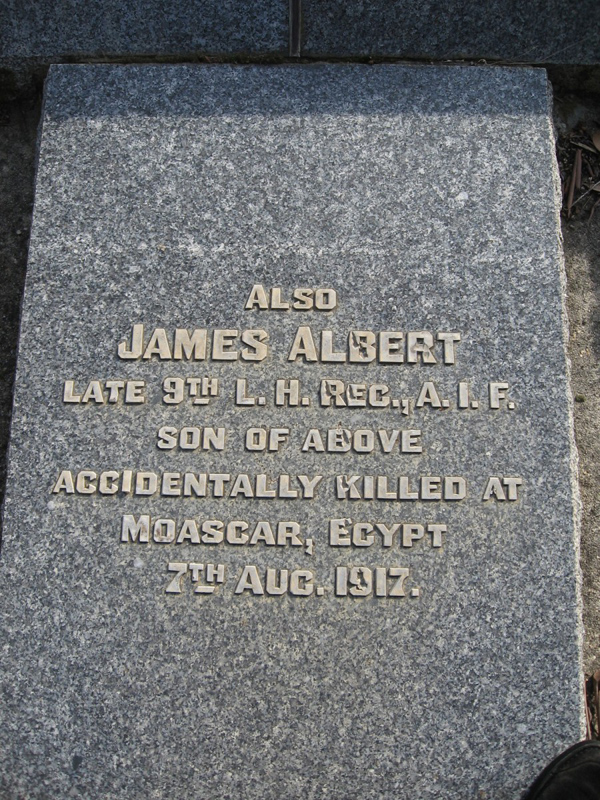 ALSO
JAMES ALBERT
LATE 9TH L. H. REG., A. I. F.
SON OF ABOVE
ACCIDENTALLY KILLED AT
MOASCAR, EGYPT
7TH AUG. 1917.